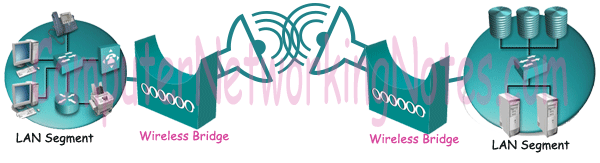 ComputerNetworkingNotes.com
LAN Segment
Wireless Bridge
Wireless Bridge
LAN Segment